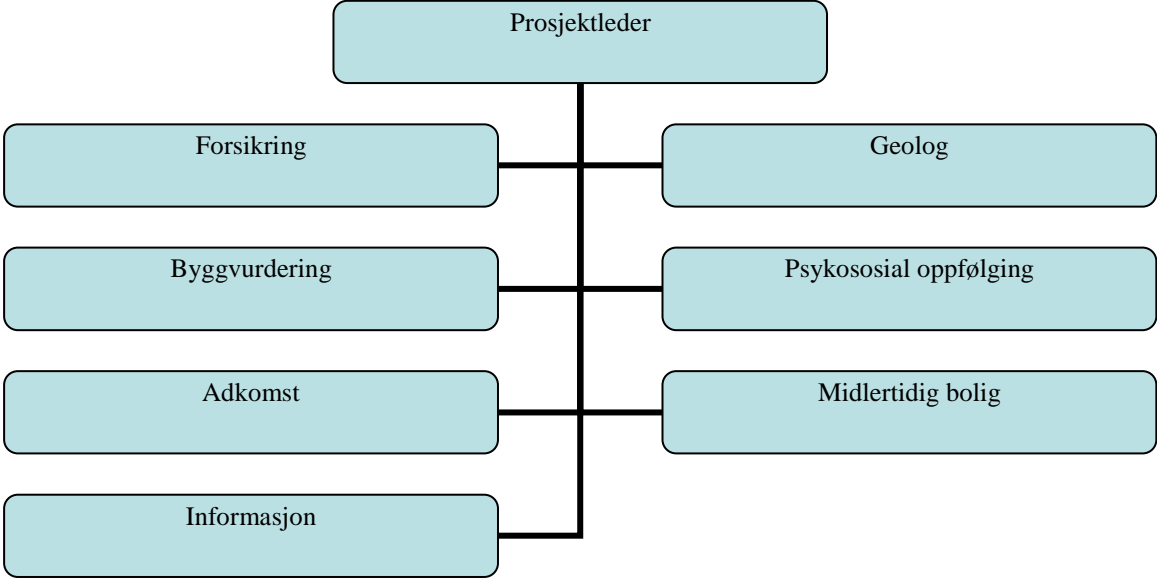 Prosjektleder
Forsikring
Geolog
Byggvurdering
Psykososial oppfølging
Adkomst
Midlertidig bolig
Informasjon